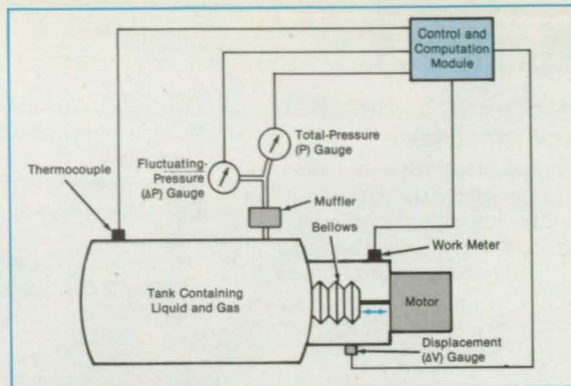 Control and
Computation
Module
Total-Pressure
(P) Gauge
Fluctuating-
Pressure
(ΔP) Gauge
Thermocouple
Muffler
Bellows
Work Meter
Tank Containing
Liquid and Gas
Motor
Displacement
(ΔV) Gauge